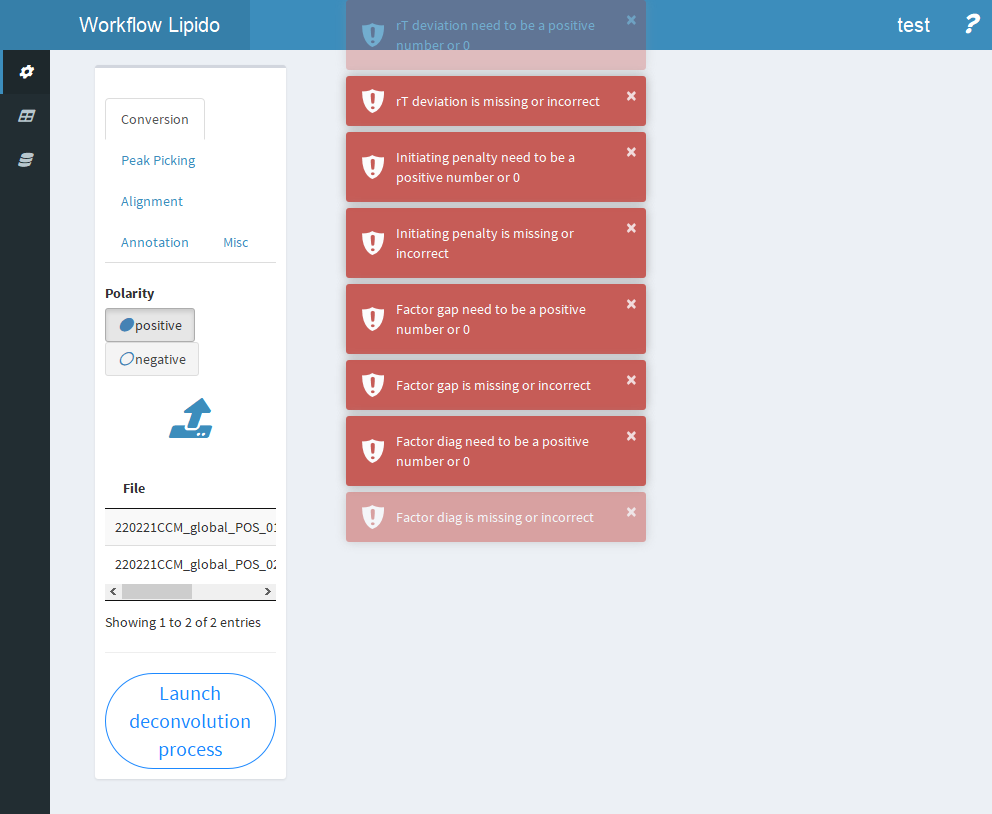 Workflow Lipido
test
?
Conversion
Peak Picking
Alignment
Annotation
Misc
Polarity
positive
negative
File
220221CCM_global_POS_01
220221CCM_global_POS_02
Showing 1 to 2 of 2 entries
Launch
deconvolution
process
rT deviation need to be a positive
number or 0
×
rT deviation is missing or incorrect
×
Initiating penalty need to be a
positive number or 0
×
Initiating penalty is missing or
incorrect
×
Factor gap need to be a positive
number or 0
×
Factor gap is missing or incorrect
×
Factor diag need to be a positive
number or 0
×
Factor diag is missing or incorrect
×